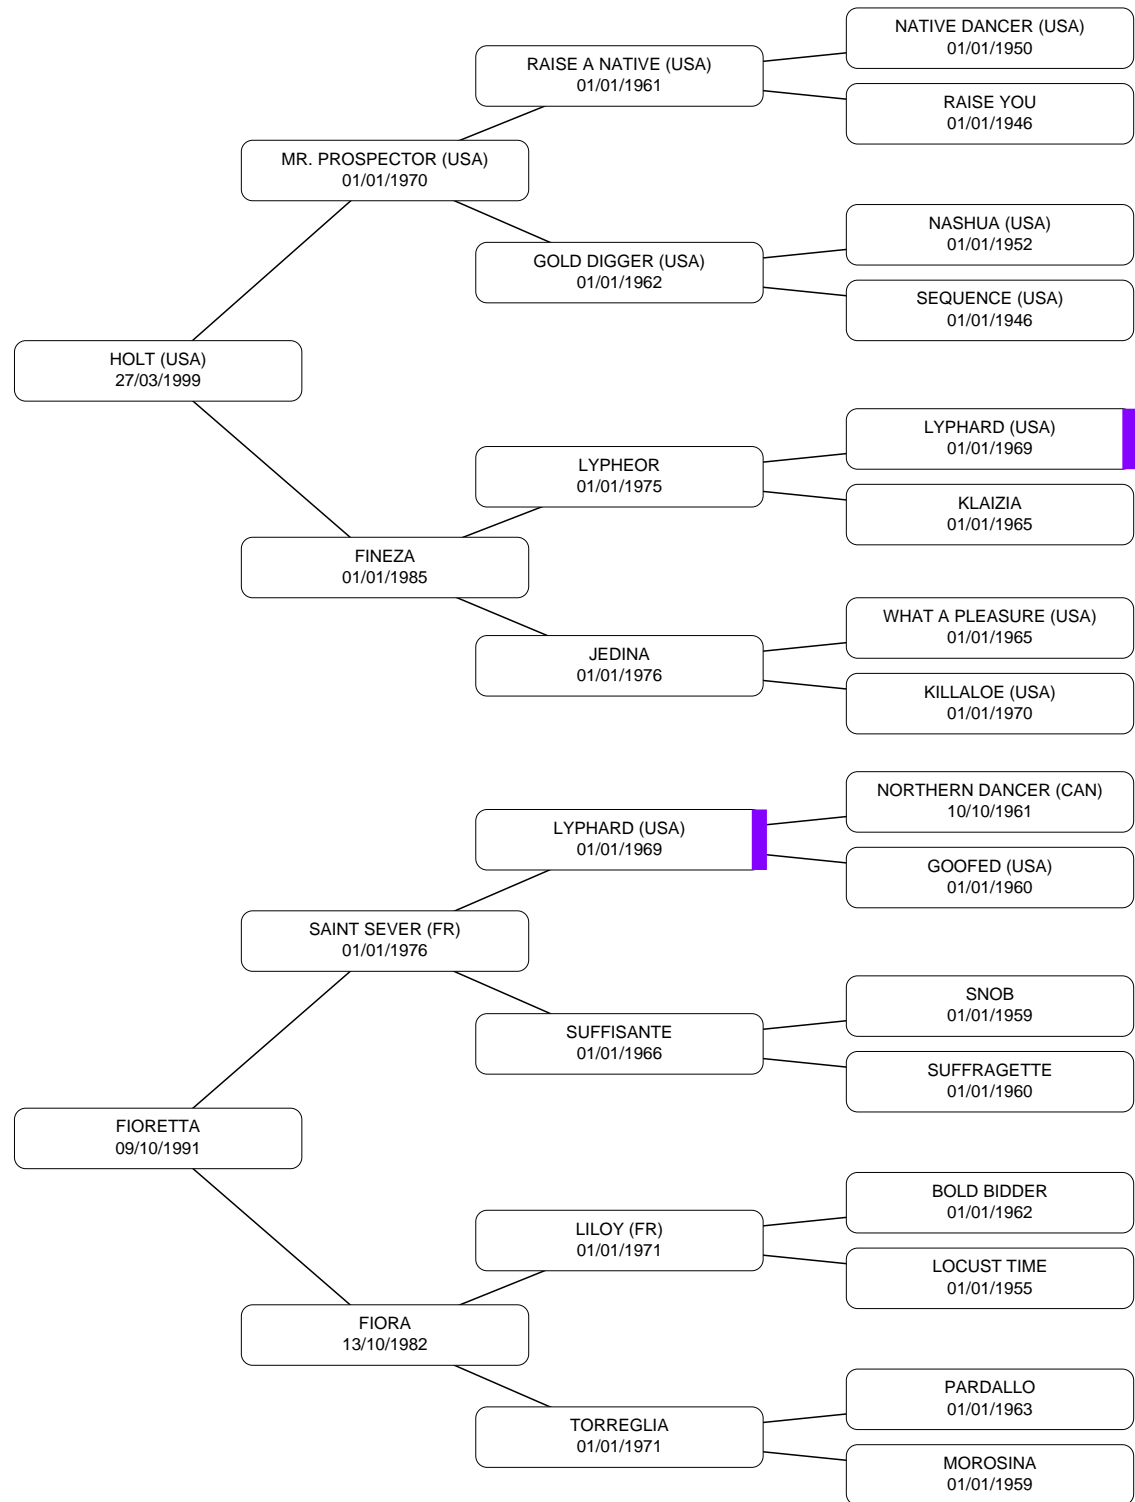 NATIVE DANCER (USA)
01/01/1950
RAISE A NATIVE (USA)
01/01/1961
RAISE YOU
01/01/1946
MR. PROSPECTOR (USA)
01/01/1970
NASHUA (USA)
01/01/1952
GOLD DIGGER (USA)
01/01/1962
SEQUENCE (USA)
01/01/1946
HOLT (USA)
27/03/1999
LYPHARD (USA)
01/01/1969
LYPHEOR
01/01/1975
KLAIZIA
01/01/1965
FINEZA
01/01/1985
WHAT A PLEASURE (USA)
01/01/1965
JEDINA
01/01/1976
KILLALOE (USA)
01/01/1970
NORTHERN DANCER (CAN)
10/10/1961
LYPHARD (USA)
01/01/1969
GOOFED (USA)
01/01/1960
SAINT SEVER (FR)
01/01/1976
SNOB
01/01/1959
SUFFISANTE
01/01/1966
SUFFRAGETTE
01/01/1960
FIORETTA
09/10/1991
BOLD BIDDER
01/01/1962
LILOY (FR)
01/01/1971
LOCUST TIME
01/01/1955
FIORA
13/10/1982
PARDALLO
01/01/1963
TORREGLIA
01/01/1971
MOROSINA
01/01/1959